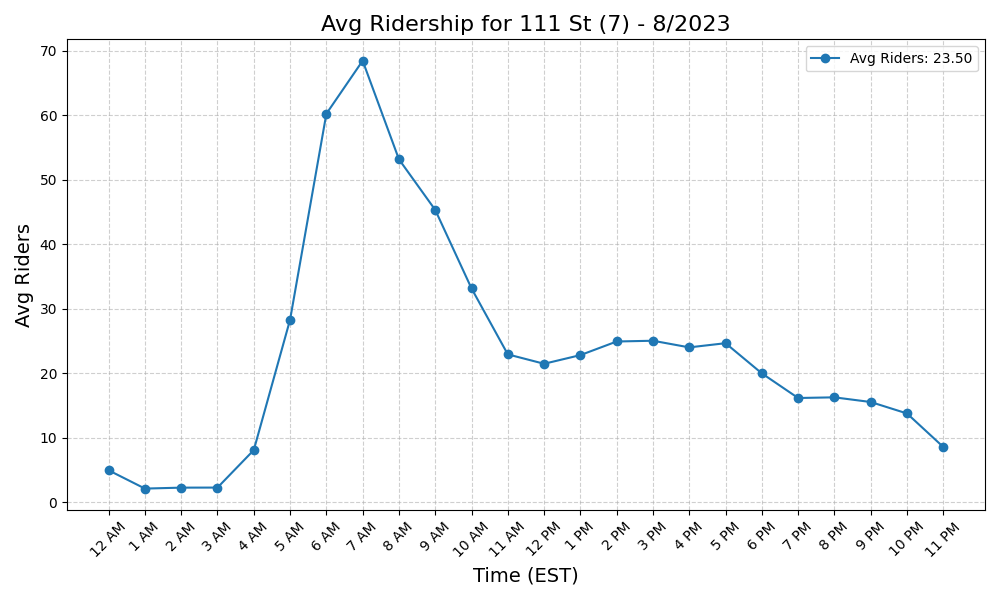 Avg Ridership for 111 St (7) - 8/2023
Avg Riders: 23.50
Avg Riders
70
60
50
40
30
20
10
0
12 AM
1 AM
2 AM
3 AM
4 AM
5 AM
6 AM
7 AM
8 AM
9 AM
10 AM
11 AM
12 PM
1 PM
2 PM
3 PM
4 PM
5 PM
6 PM
7 PM
8 PM
9 PM
10 PM
11 PM
Time (EST)